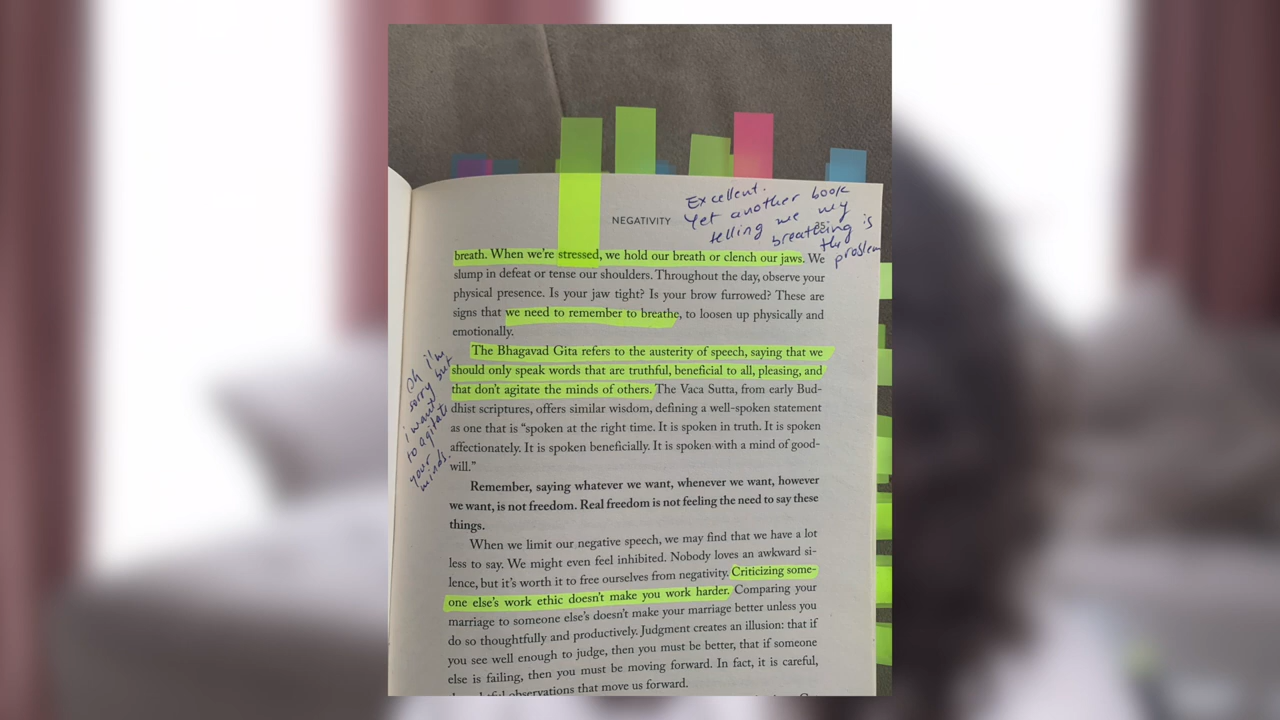 Excellent.
Yet another book
telling me my
breathing is
the
problem
NEGATIVITY
breath. When we're stressed, we hold our breath or clench our jaws. We
slump in defeat or tense our shoulders. Throughout the day, observe your
physical presence. Is your jaw tight? Is your brow furrowed? These are
signs that we need to remember to breathe, to loosen up physically and
emotionally.
The Bhagavad Gita refers to the austerity of speech, saying that we
should only speak words that are truthful, beneficial to all, pleasing, and
that don't agitate the minds of others. The Vaca Sutta, from early Bud-
dhist scriptures, offers similar wisdom, defining a well-spoken statement
as one that is “spoken at the right time. It is spoken in truth. It is spoken
affectionately. It is spoken beneficially. It is spoken with a mind of good-
will.”
Oh i'm
sorry but
i want
to agitate
your
minds.
Remember, saying whatever we want, whenever we want, however
we want, is not freedom. Real freedom is not feeling the need to say these
things.
When we limit our negative speech, we may find that we have a lot
less to say. We might even feel inhibited. Nobody loves an awkward si-
lence, but it's worth it to free ourselves from negativity. Criticizing some-
one else's work ethic doesn't make you work harder. Comparing your
marriage to someone else's doesn't make your marriage better unless you
do so thoughtfully and productively. Judgment creates an illusion: that if
you see well enough to judge, then you must be better, that if someone
else is failing, then you must be moving forward. In fact, it is careful,
observations that move us forward.